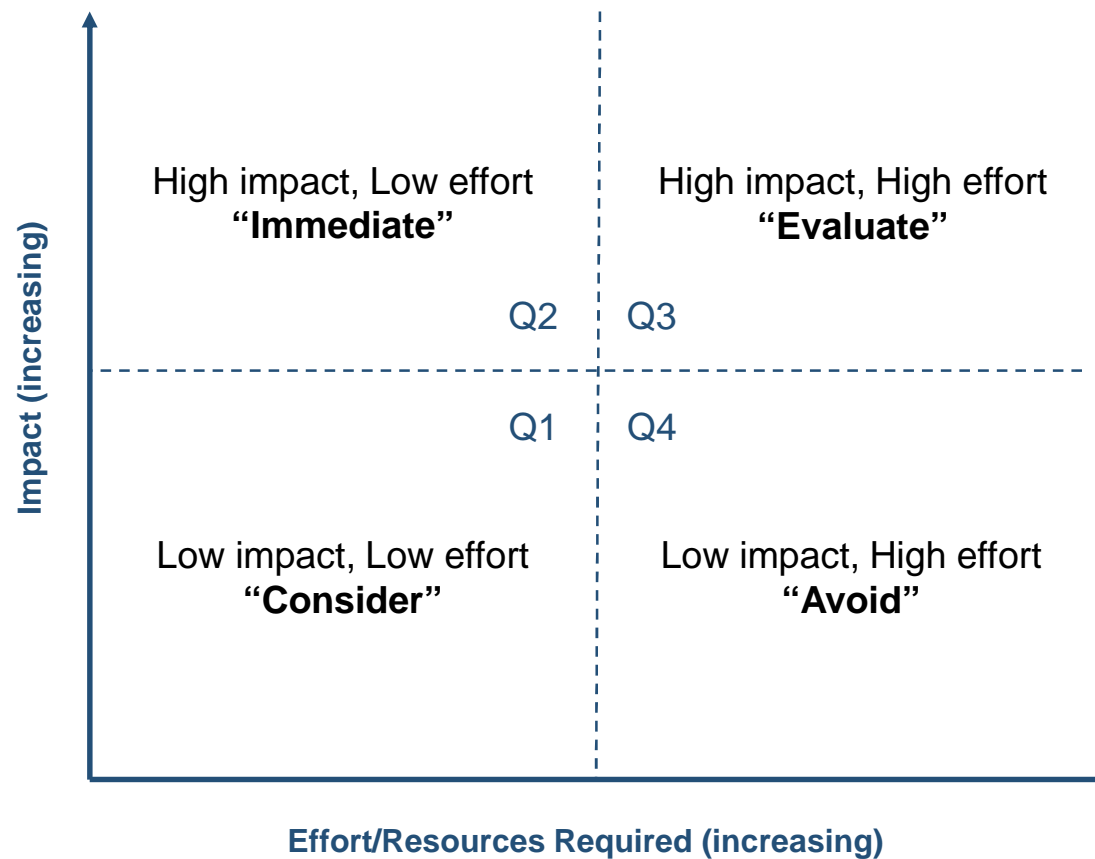 High impact, Low effort
“Immediate”
High impact, High effort
“Evaluate”
Q2
Q3
Impact (increasing)
Q1
Q4
Low impact, Low effort
“Consider”
Low impact, High effort
“Avoid”
Effort/Resources Required (increasing)